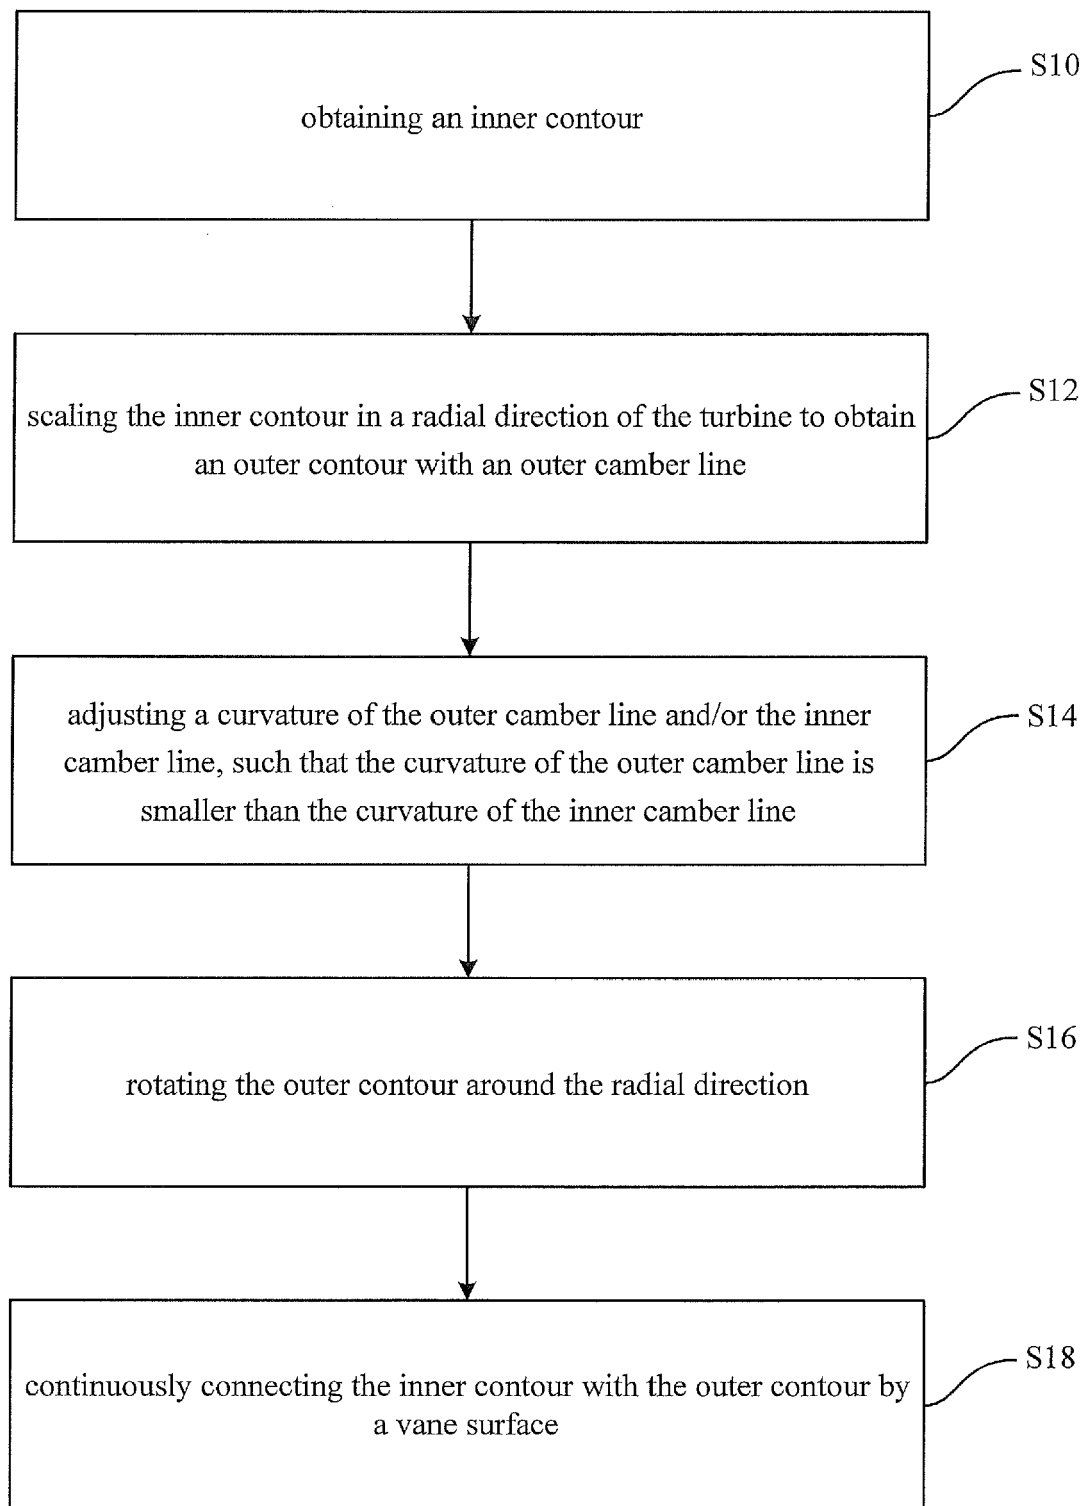 obtaining an inner contour
S10
scaling the inner contour in a radial direction of the turbine to obtain
an outer contour with an outer camber line
S12
adjusting a curvature of the outer camber line and/or the inner
camber line, such that the curvature of the outer camber line is
smaller than the curvature of the inner camber line
S14
rotating the outer contour around the radial direction
S16
continuously connecting the inner contour with the outer contour by
a vane surface
S18